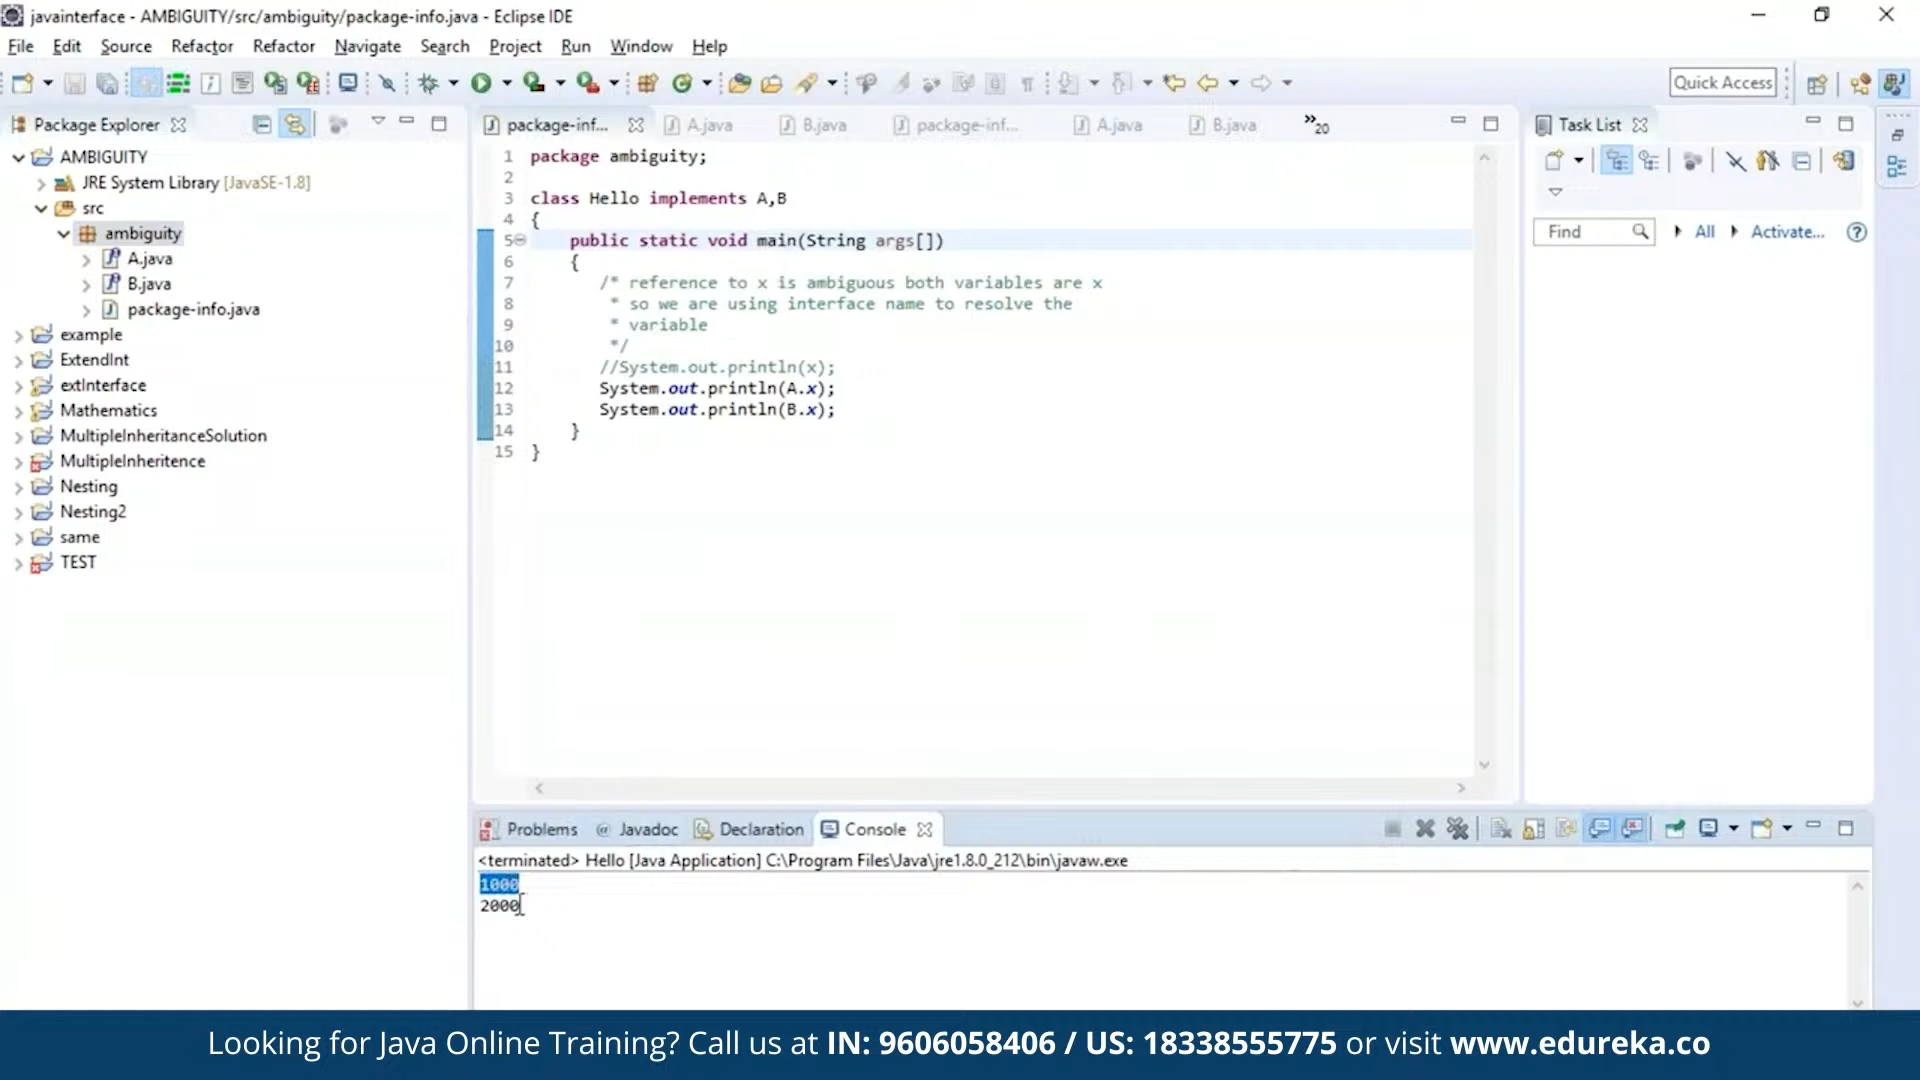 javainterface - AMBIGUITY/src/ambiguity/package-info.java - Eclipse IDE
File Edit Source Refactor Refactor Navigate Search Project Run Window Help
Quick Access
Package Explorer
AMBIGUITY
JRE System Library [JavaSE-1.8]
src
ambiguity
A.java
B.java
package-info.java
example
ExtendInt
extInterface
Mathematics
MultipleInheritanceSolution
MultipleInheritence
Nesting
Nesting2
same
TEST
package-inf... A.java B.java package-inf... A.java B.java »20
1 package ambiguity;
2
3 class Hello implements A,B
4 {
5 public static void main(String args[])
6 {
7 /* reference to x is ambiguous both variables are x
8 * so we are using interface name to resolve the
9 * variable
10 */
11 //System.out.println(x);
12 System.out.println(A.x);
13 System.out.println(B.x);
14 }
15 }
Task List
Find All Activate...
Problems @ Javadoc Declaration Console
<terminated> Hello [Java Application] C:\Program Files\Java\jre1.8.0_212\bin\javaw.exe
1000
2000
Looking for Java Online Training? Call us at IN: 9606058406 / US: 18338555775 or visit www.edureka.co